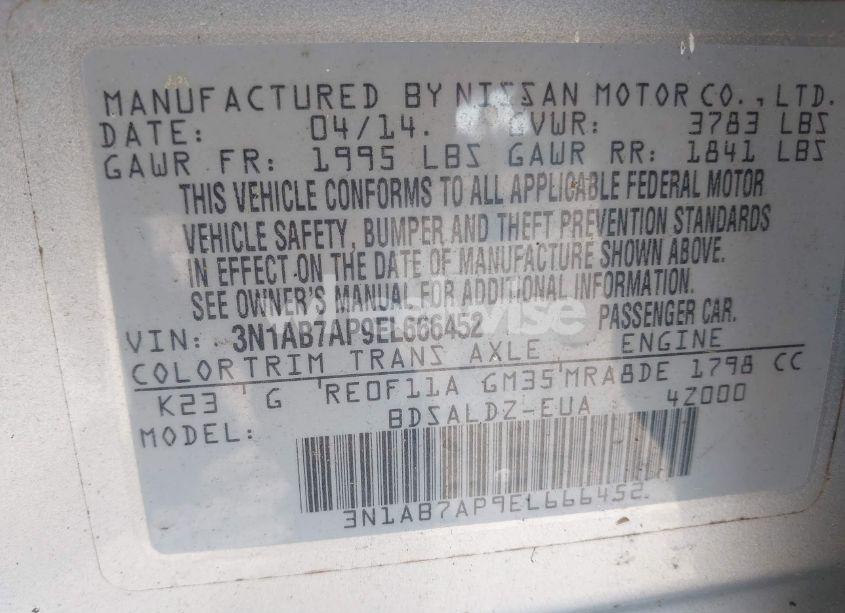 MANUFACTURED BY NISSAN MOTOR CO., LTD.
DATE: 04/14. GVWR: 3783 LBS
GAWR FR: 1995 LBS GAWR RR: 1841 LBS
THIS VEHICLE CONFORMS TO ALL APPLICABLE FEDERAL MOTOR
VEHICLE SAFETY, BUMPER AND THEFT PREVENTION STANDARDS
IN EFFECT ON THE DATE OF MANUFACTURE SHOWN ABOVE.
SEE OWNER'S MANUAL FOR ADDITIONAL INFORMATION.
VIN: 3N1AB7AP9EL666452 PASSENGER CAR.
COLOR TRIM TRANS AXLE ENGINE
K23 G RE0F11A GM35 MRA8DE 1798 CC
MODEL: BDSALDZ-EUA 4Z000
3N1AB7AP9EL666452